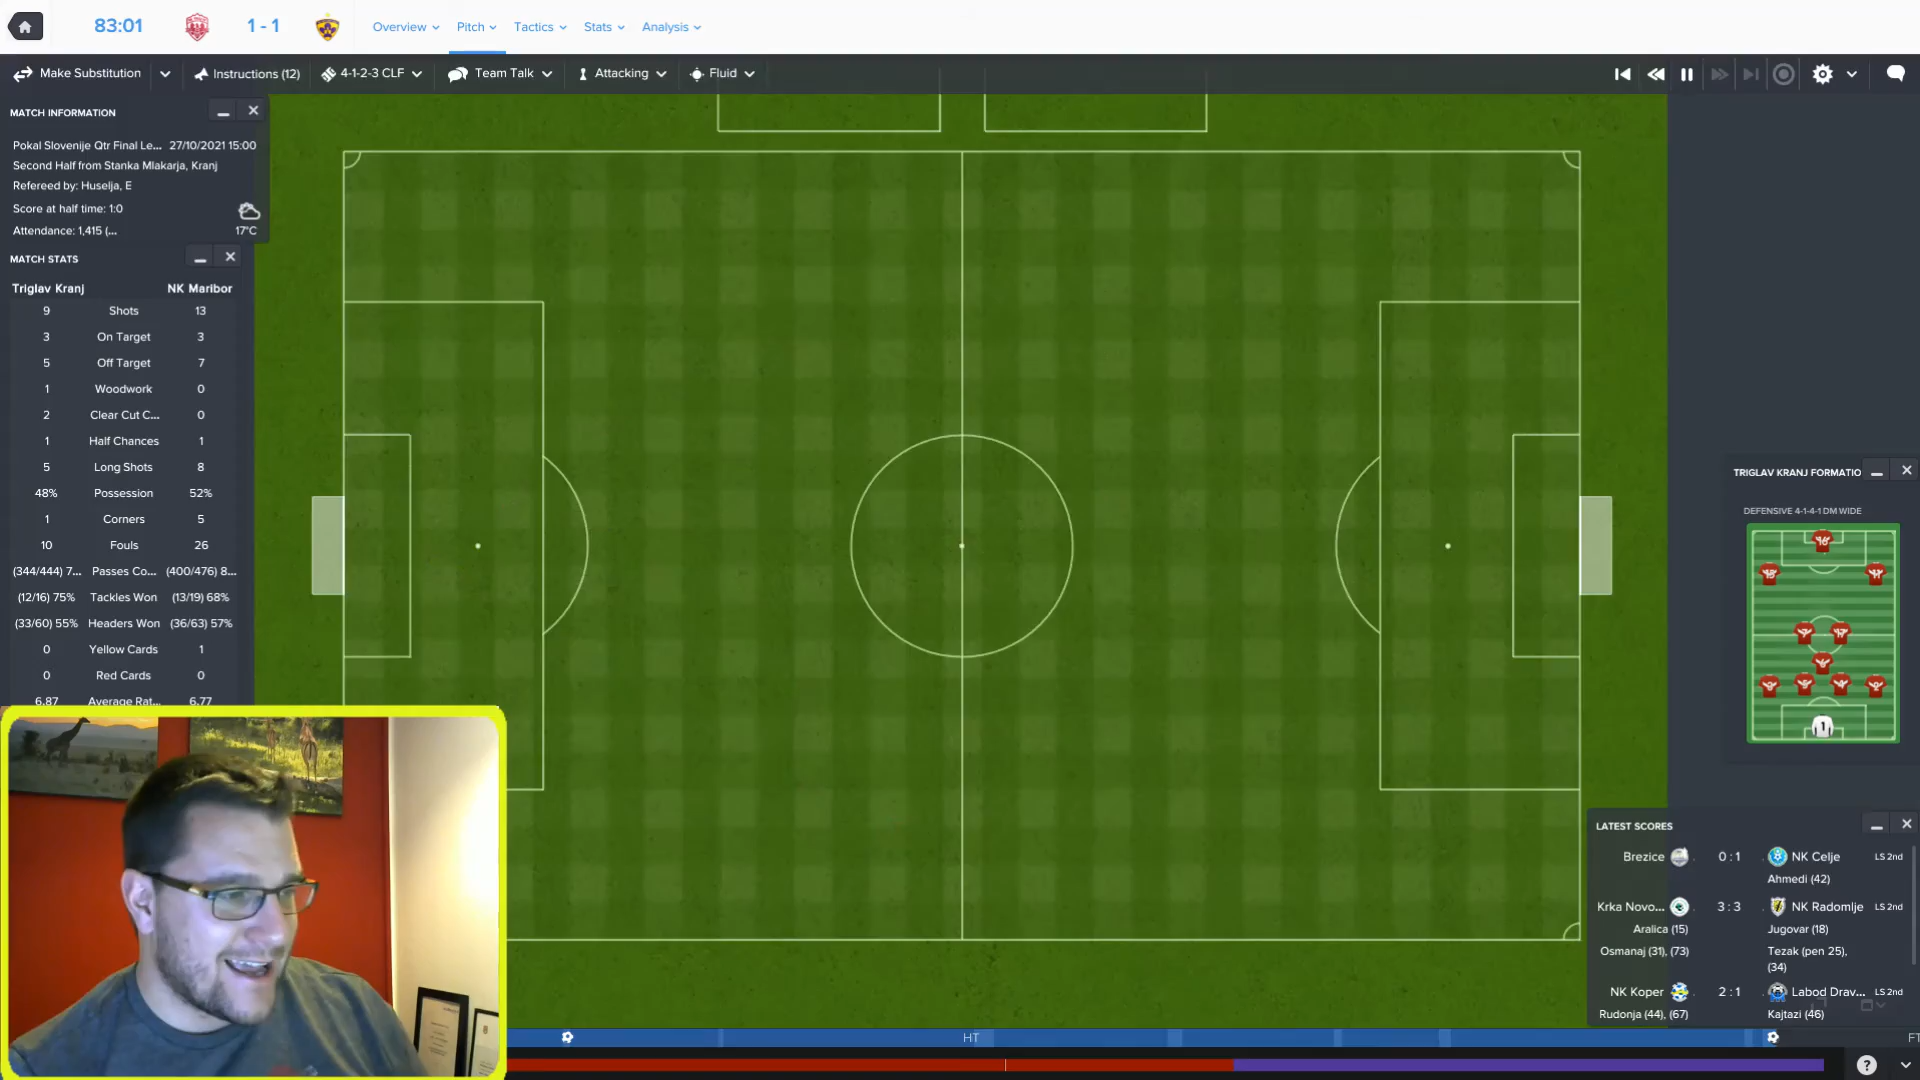 83:01 1 - 1 Overview Pitch Tactics Stats Analysis
Make Substitution Instructions (12) 4-1-2-3 CLF Team Talk Attacking Fluid
MATCH INFORMATION
Pokal Slovenije Qtr Final Le... 27/10/2021 15:00
Second Half from Stanka Mlakarja, Kranj
Refereed by: Huselja, E
Score at half time: 1:0
Attendance: 1,415 (... 17°C
MATCH STATS
Triglav Kranj NK Maribor
9 Shots 13
3 On Target 3
5 Off Target 7
1 Woodwork 0
2 Clear Cut C... 0
1 Half Chances 1
5 Long Shots 8
48% Possession 52%
1 Corners 5
10 Fouls 26
(344/444) 7... Passes Co... (400/476) 8...
(12/16) 75% Tackles Won (13/19) 68%
(33/60) 55% Headers Won (36/63) 57%
0 Yellow Cards 1
0 Red Cards 0
6.87 Average Rat... 6.77
TRIGLAV KRANJ FORMATIO
DEFENSIVE 4-1-4-1 DM WIDE
1
LATEST SCORES
Brezice 0 : 1 NK Celje LS 2nd
Ahmedi (42)
Krka Novo... 3 : 3 NK Radomlje LS 2nd
Aralica (15) Jugovar (18)
Osmanaj (31), (73) Tezak (pen 25),
(34)
NK Koper 2 : 1 Labod Drav... LS 2nd
Rudonja (44), (67) Kajtazi (46)
HT FT
?